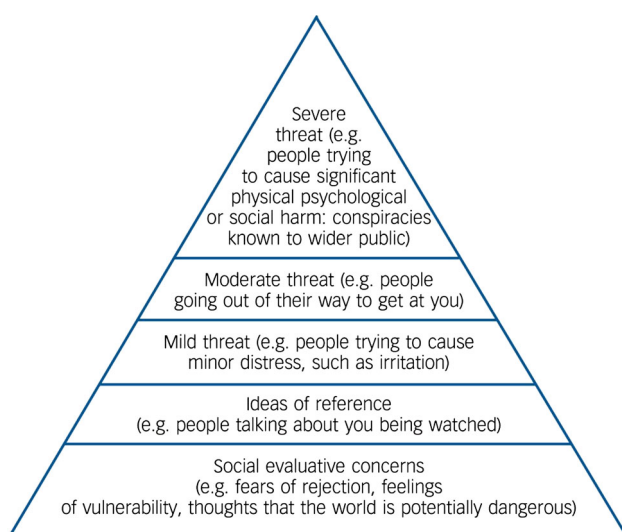 Severe
threat (e.g.
people trying
to cause significant
physical psychological
or social harm: conspiracies
known to wider public)
Moderate threat (e.g. people
going out of their way to get at you)
Mild threat (e.g. people trying to cause
minor distress, such as irritation)
Ideas of reference
(e.g. people talking about you being watched)
Social evaluative concerns
(e.g. fears of rejection, feelings
of vulnerability, thoughts that the world is potentially dangerous)